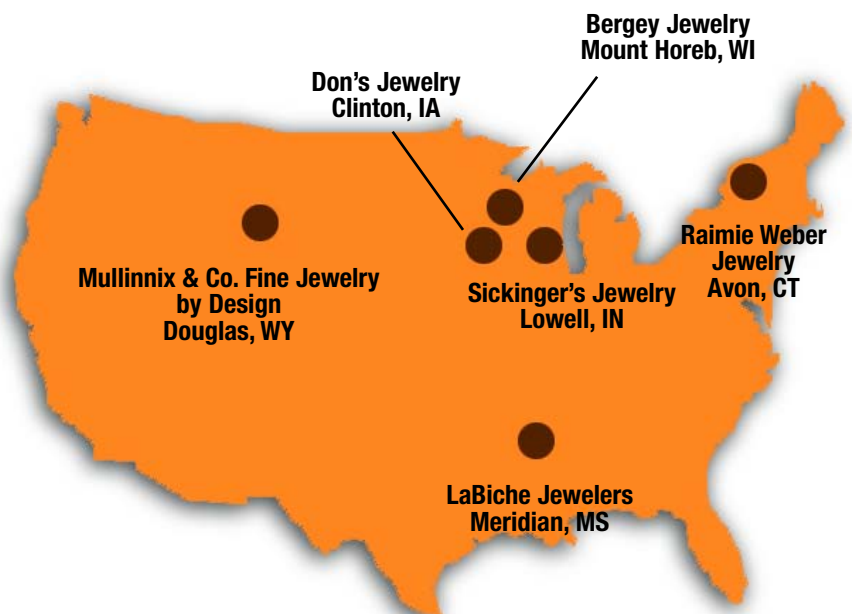 Bergey Jewelry
Mount Horeb, WI
Don's Jewelry
Clinton, IA
Raimie Weber
Jewelry
Avon, CT
Mullinnix & Co. Fine Jewelry
by Design
Douglas, WY
Sickinger's Jewelry
Lowell, IN
LaBiche Jewelers
Meridian, MS